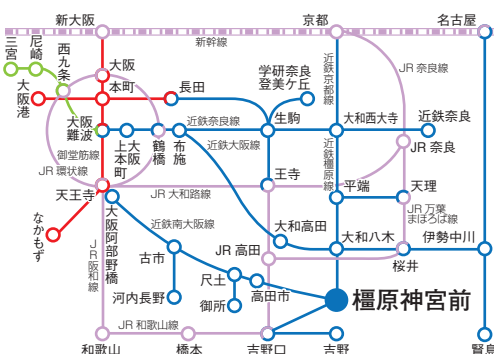 新大阪
京都
名古屋
新幹線
三宮
尼崎
西九条
大阪
本町
長田
学研奈良
登美ケ丘
近鉄京都線
JR 奈良線
大阪港
大阪
難波
近鉄奈良線
生駒
大和西大寺
近鉄奈良
御堂筋線
上本町
大阪
鶴橋
布施
近鉄大阪線
近鉄橿原線
JR 奈良
JR 環状線
天王寺
JR 大和路線
王寺
平端
天理
JR 万葉
まほろば線
なかもず
大阪阿部野橋
近鉄南大阪線
大和高田
大和八木
伊勢中川
JR阪和線
古市
JR 高田
桜井
尺土
河内長野
御所
高田市
橿原神宮前
JR 和歌山線
和歌山
橋本
吉野口
吉野
賢島